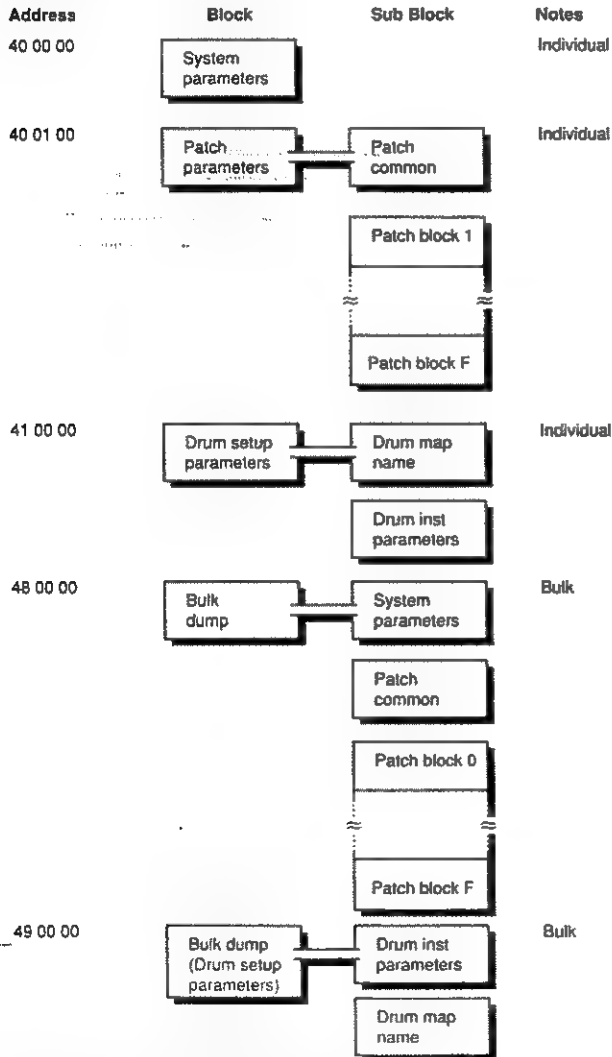 Address Block Sub Block Notes
40 00 00 Individual
System
parameters
40 01 00 Individual
Patch
parameters
Patch
common
Patch block 1
Patch block F
41 00 00 Individual
Drum setup
parameters
Drum map
name
Drum inst
parameters
48 00 00 Bulk
Bulk
dump
System
parameters
Patch
common
Patch block 0
Patch block F
49 00 00 Bulk
Bulk dump
(Drum setup
parameters)
Drum inst
parameters
Drum map
name